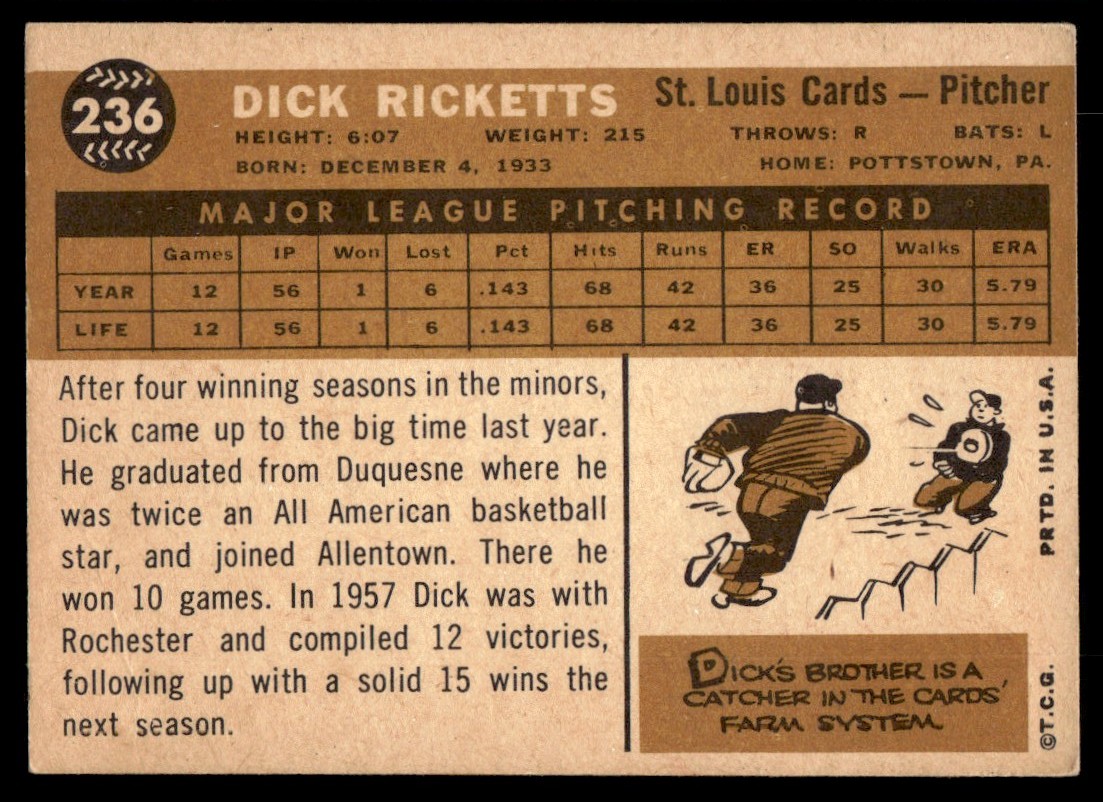 236
DICK RICKETTS
St. Louis Cards — Pitcher
HEIGHT: 6:07 WEIGHT: 215 THROWS: R BATS: L
BORN: DECEMBER 4, 1933 HOME: POTTSTOWN, PA.
MAJOR LEAGUE PITCHING RECORD
Games IP Won Lost Pct Hits Runs ER SO Walks ERA
YEAR 12 56 1 6 .143 68 42 36 25 30 5.79
LIFE 12 56 1 6 .143 68 42 36 25 30 5.79
After four winning seasons in the minors,
Dick came up to the big time last year.
He graduated from Duquesne where he
was twice an All American basketball
star, and joined Allentown. There he
won 10 games. In 1957 Dick was with
Rochester and compiled 12 victories,
following up with a solid 15 wins the
next season.
DICK'S BROTHER IS A
CATCHER IN THE CARDS'
FARM SYSTEM.
PRTD. IN U.S.A.
©T.C.G.